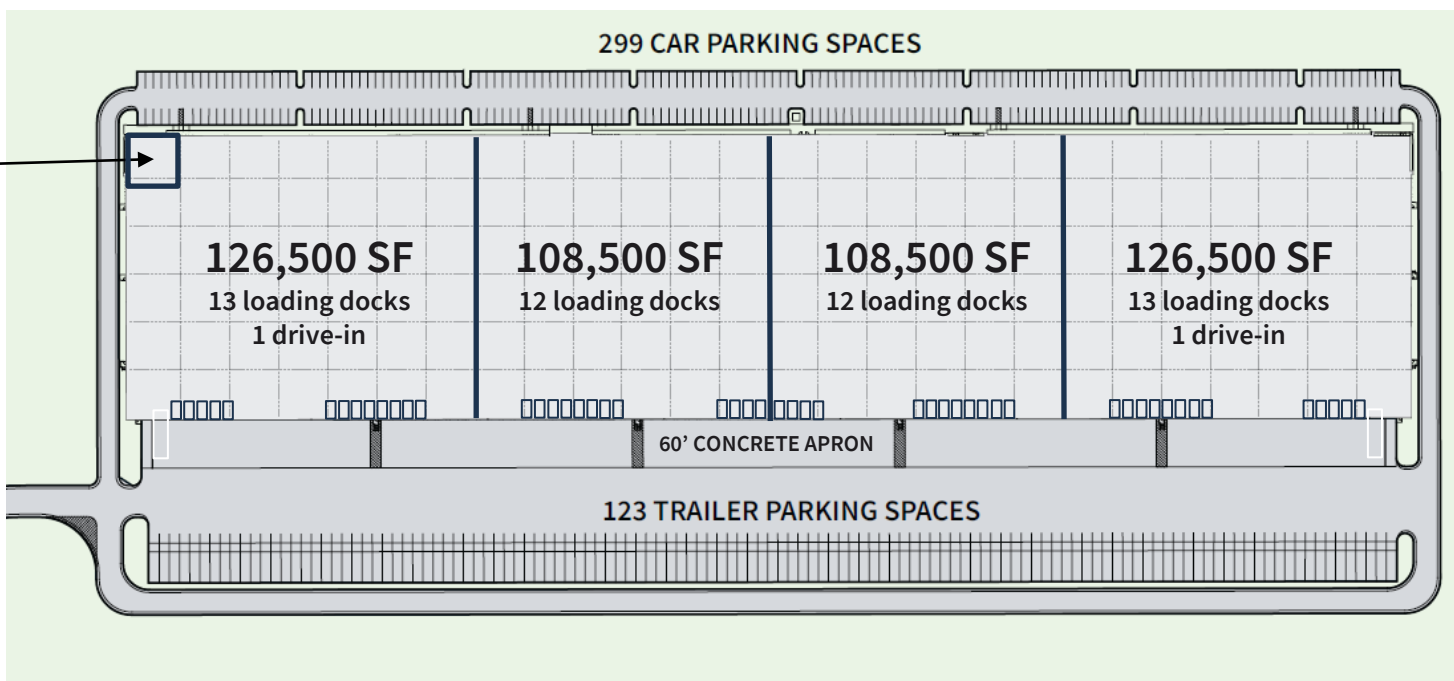 299 CAR PARKING SPACES
126,500 SF
13 loading docks
1 drive-in
108,500 SF
12 loading docks
108,500 SF
12 loading docks
126,500 SF
13 loading docks
1 drive-in
60’ CONCRETE APRON
123 TRAILER PARKING SPACES